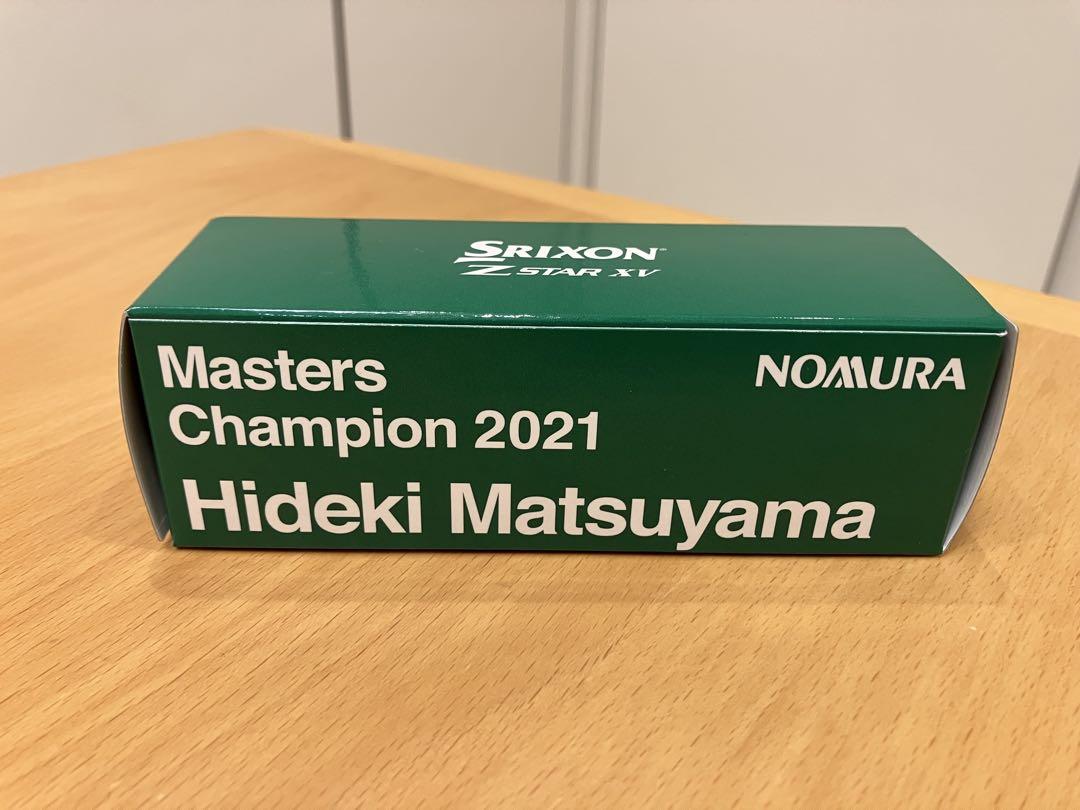 SRIXON®
Z STAR XV
Masters
Champion 2021
NOMURA
Hideki Matsuyama